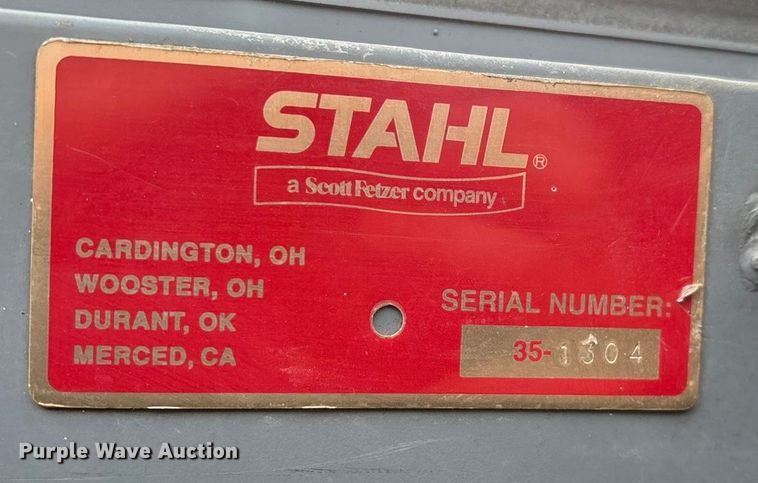 STAHL®
a Scott Fetzer company
CARDINGTON, OH
WOOSTER, OH
DURANT, OK
MERCED, CA
SERIAL NUMBER:
35-1304
Purple Wave Auction